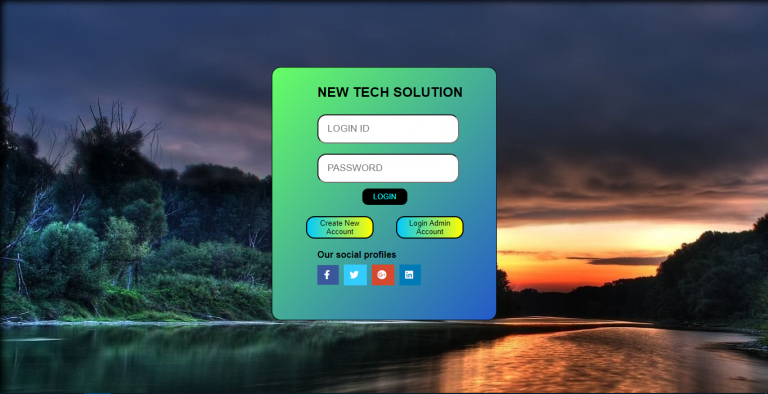 NEW TECH SOLUTION
LOGIN ID
PASSWORD
LOGIN
Create New
Account
Login Admin
Account
Our social profiles